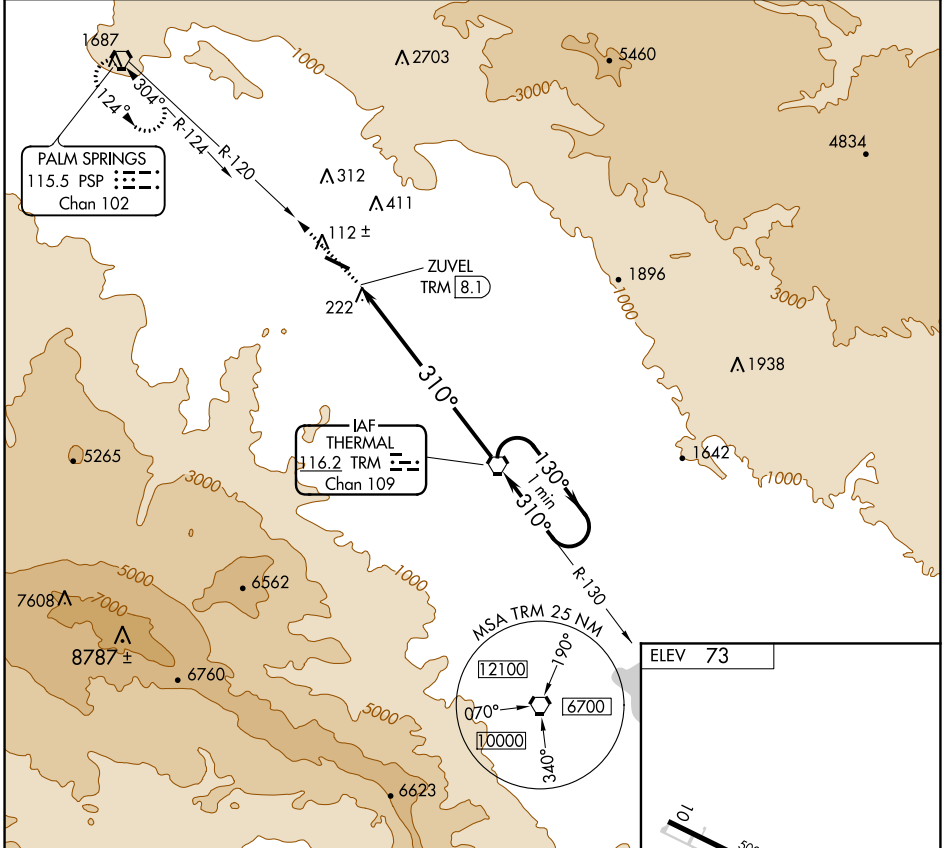 1687
2703
5460
1000
3000
4834
304°
124°
R-124
R-120
PALM SPRINGS
115.5 PSP
Chan 102
312
411
112 ±
ZUVEL
TRM 8.1
222
1896
1000
3000
1938
310°
IAF
THERMAL
116.2 TRM
Chan 109
130°
1 min
310°
1642
1000
5265
3000
R-130
5000
6562
1000
7608
7000
8787 ±
6760
MSA TRM 25 NM
190°
12100
070°
6700
10000
340°
5000
6623
ELEV 73
10